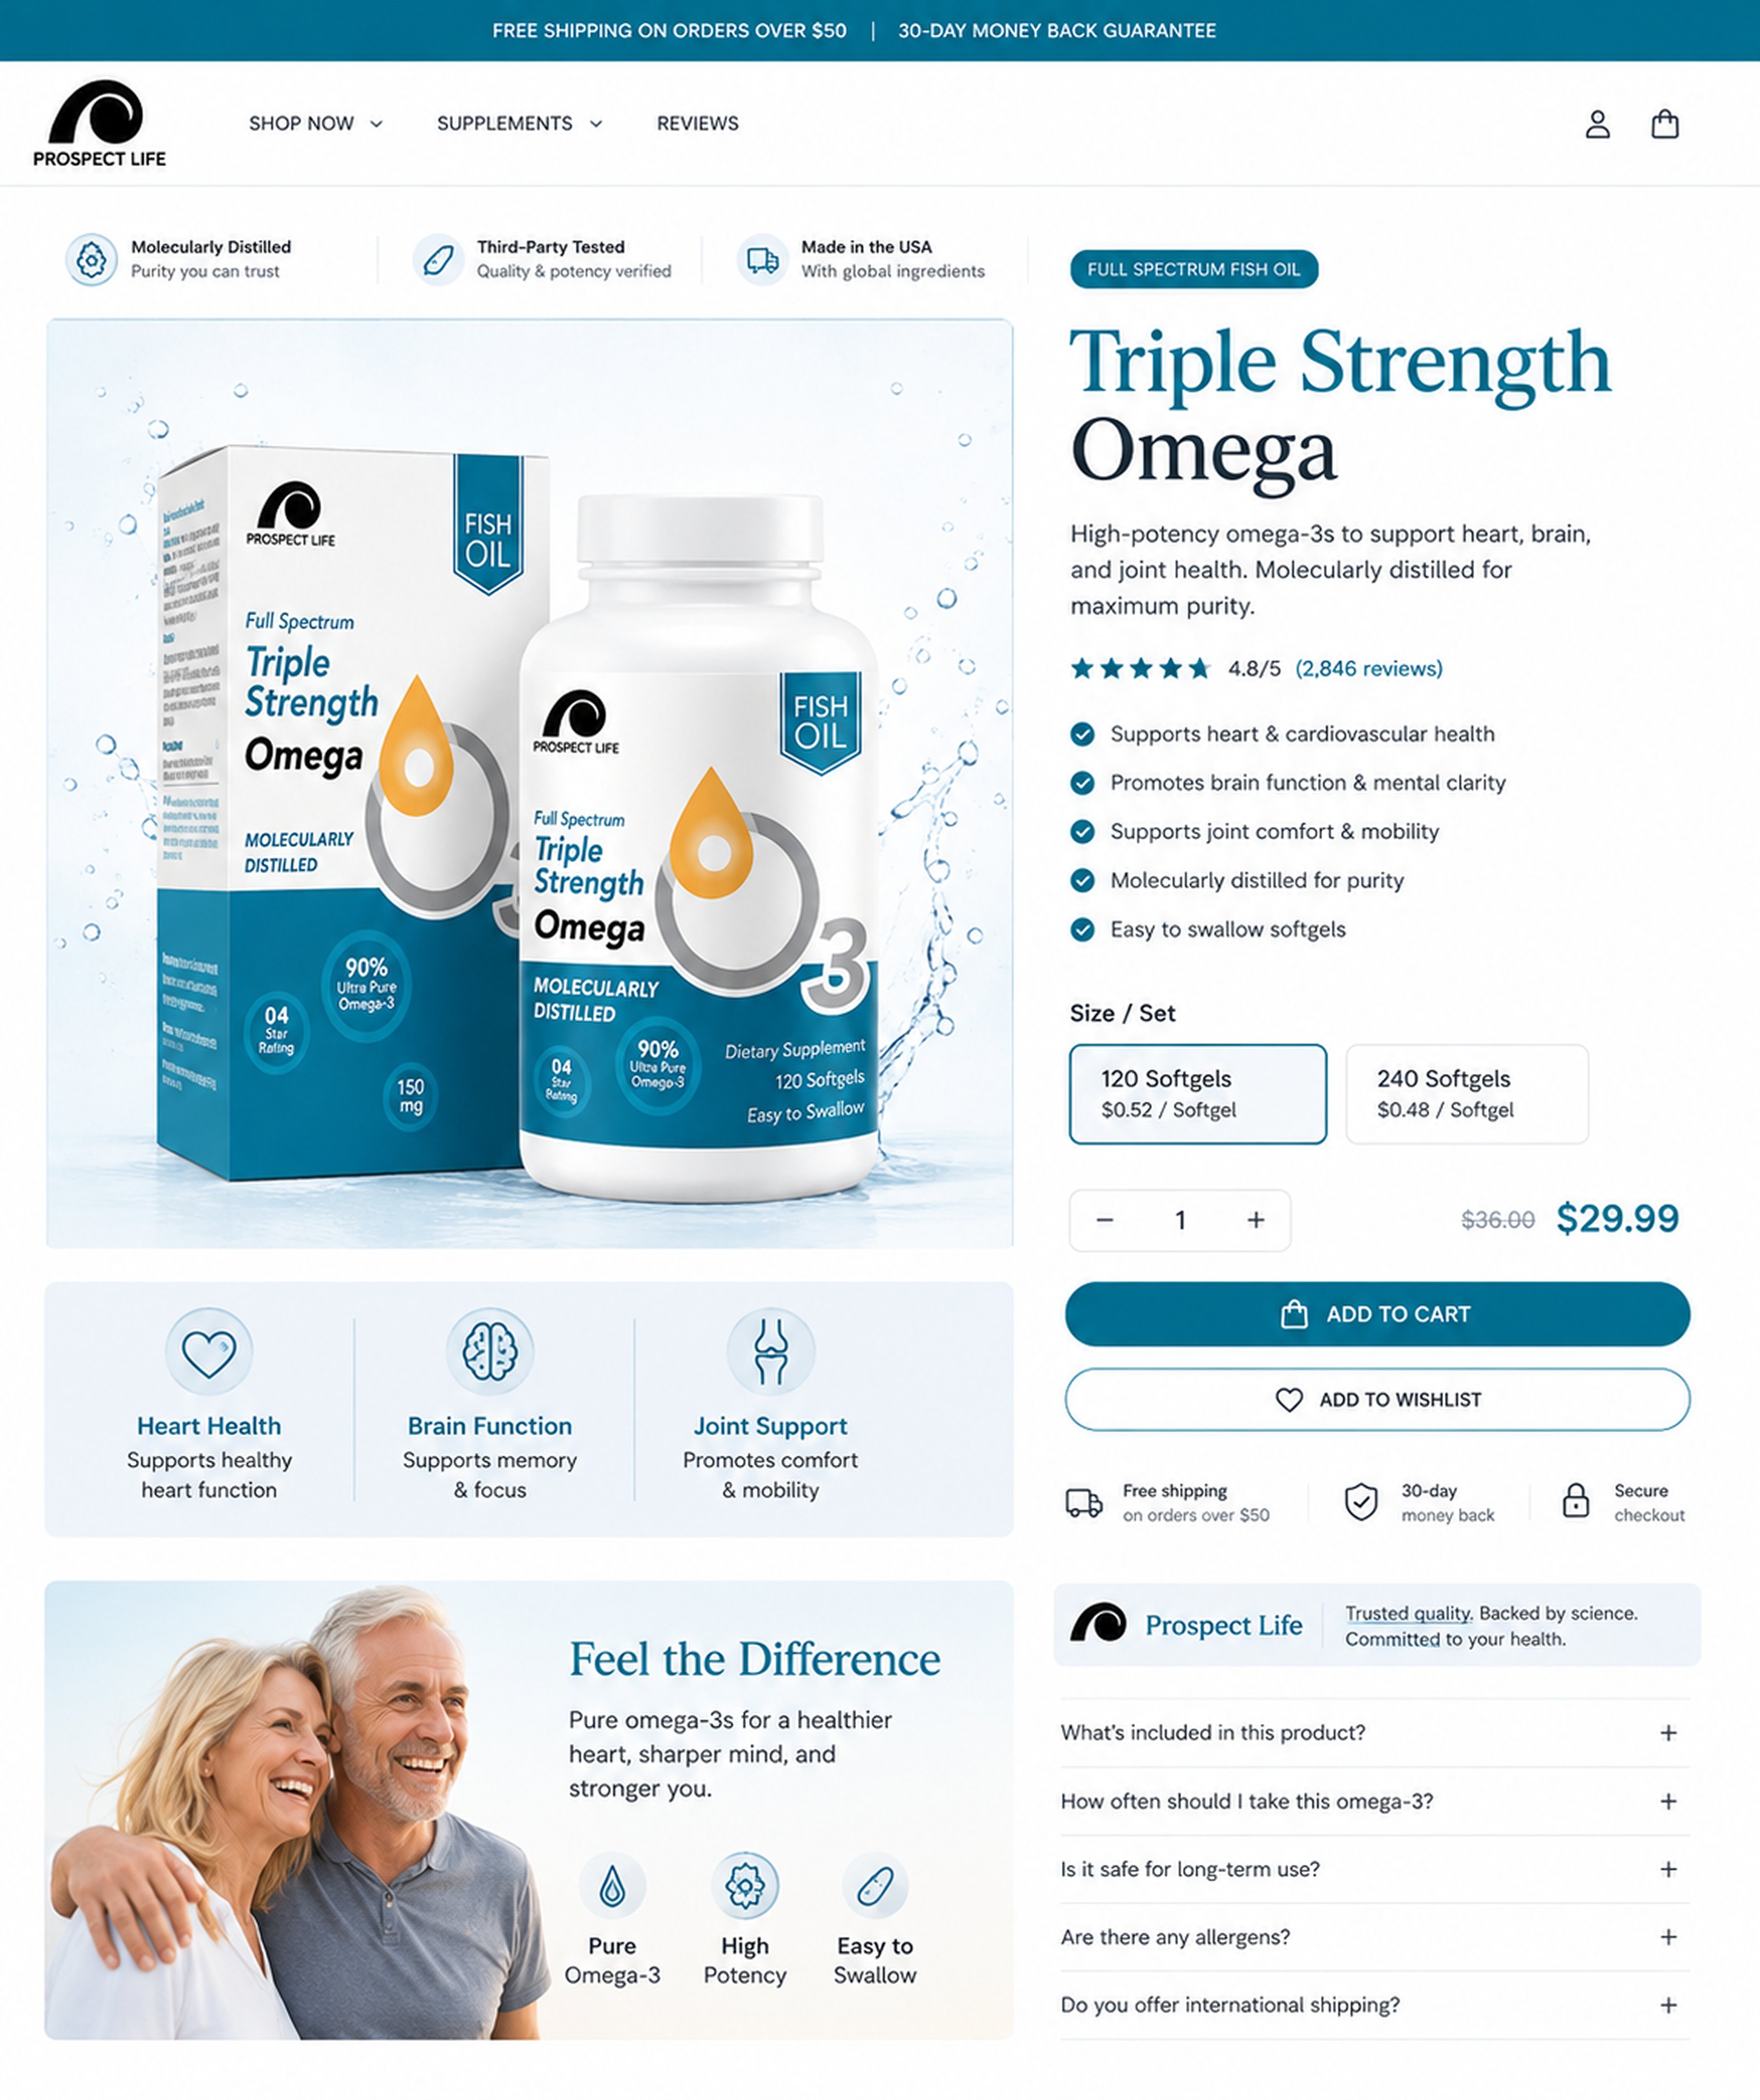 FREE SHIPPING ON ORDERS OVER $50 | 30-DAY MONEY BACK GUARANTEE
PROSPECT LIFE
SHOP NOW
SUPPLEMENTS
REVIEWS
Molecularly Distilled
Purity you can trust
Third-Party Tested
Quality & potency verified
Made in the USA
With global ingredients
PROSPECT LIFE
FISH
OIL
Full Spectrum
Triple
Strength
Omega
MOLECULARLY
DISTILLED
90%
Ultra Pure
Omega-3
04
Star
Rating
150
mg
3
PROSPECT LIFE
FISH
OIL
Full Spectrum
Triple
Strength
Omega
3
MOLECULARLY
DISTILLED
04
Star
Rating
90%
Ultra Pure
Omega-3
Dietary Supplement
120 Softgels
Easy to Swallow
Heart Health
Supports healthy
heart function
Brain Function
Supports memory
& focus
Joint Support
Promotes comfort
& mobility
Feel the Difference
Pure omega-3s for a healthier
heart, sharper mind, and
stronger you.
Pure
Omega-3
High
Potency
Easy to
Swallow
FULL SPECTRUM FISH OIL
Triple Strength
Omega
High-potency omega-3s to support heart, brain,
and joint health. Molecularly distilled for
maximum purity.
4.8/5 (2,846 reviews)
Supports heart & cardiovascular health
Promotes brain function & mental clarity
Supports joint comfort & mobility
Molecularly distilled for purity
Easy to swallow softgels
Size / Set
120 Softgels
$0.52 / Softgel
240 Softgels
$0.48 / Softgel
− 1 +
$36.00 $29.99
ADD TO CART
ADD TO WISHLIST
Free shipping
on orders over $50
30-day
money back
Secure
checkout
Prospect Life
Trusted quality. Backed by science.
Committed to your health.
What's included in this product? +
How often should I take this omega-3? +
Is it safe for long-term use? +
Are there any allergens? +
Do you offer international shipping? +